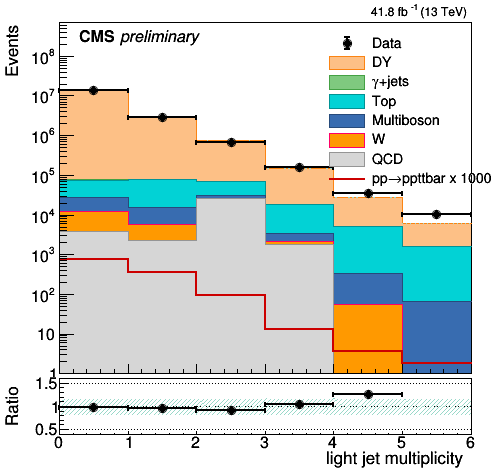 41.8 fb⁻¹ (13 TeV)
CMS preliminary
Events
10⁸
10⁷
10⁶
10⁵
10⁴
10³
10²
10
1
Data
DY
γ+jets
Top
Multiboson
W
QCD
pp→ppttbar x 1000
Ratio
1.5
1
0.5
0 1 2 3 4 5 6
light jet multiplicity